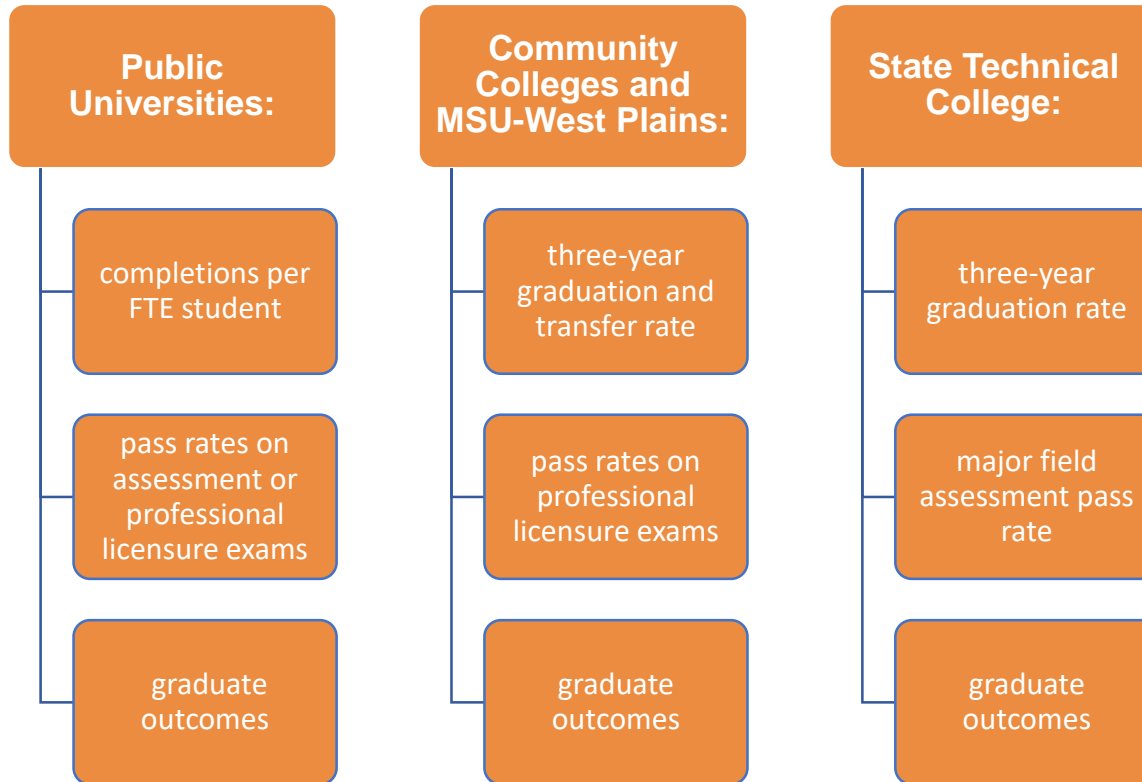 Public
Universities:
completions per
FTE student
pass rates on
assessment or
professional
licensure exams
graduate
outcomes
Community
Colleges and
MSU-West Plains:
three-year
graduation and
transfer rate
pass rates on
professional
licensure exams
graduate
outcomes
State Technical
College:
three-year
graduation rate
major field
assessment pass
rate
graduate
outcomes